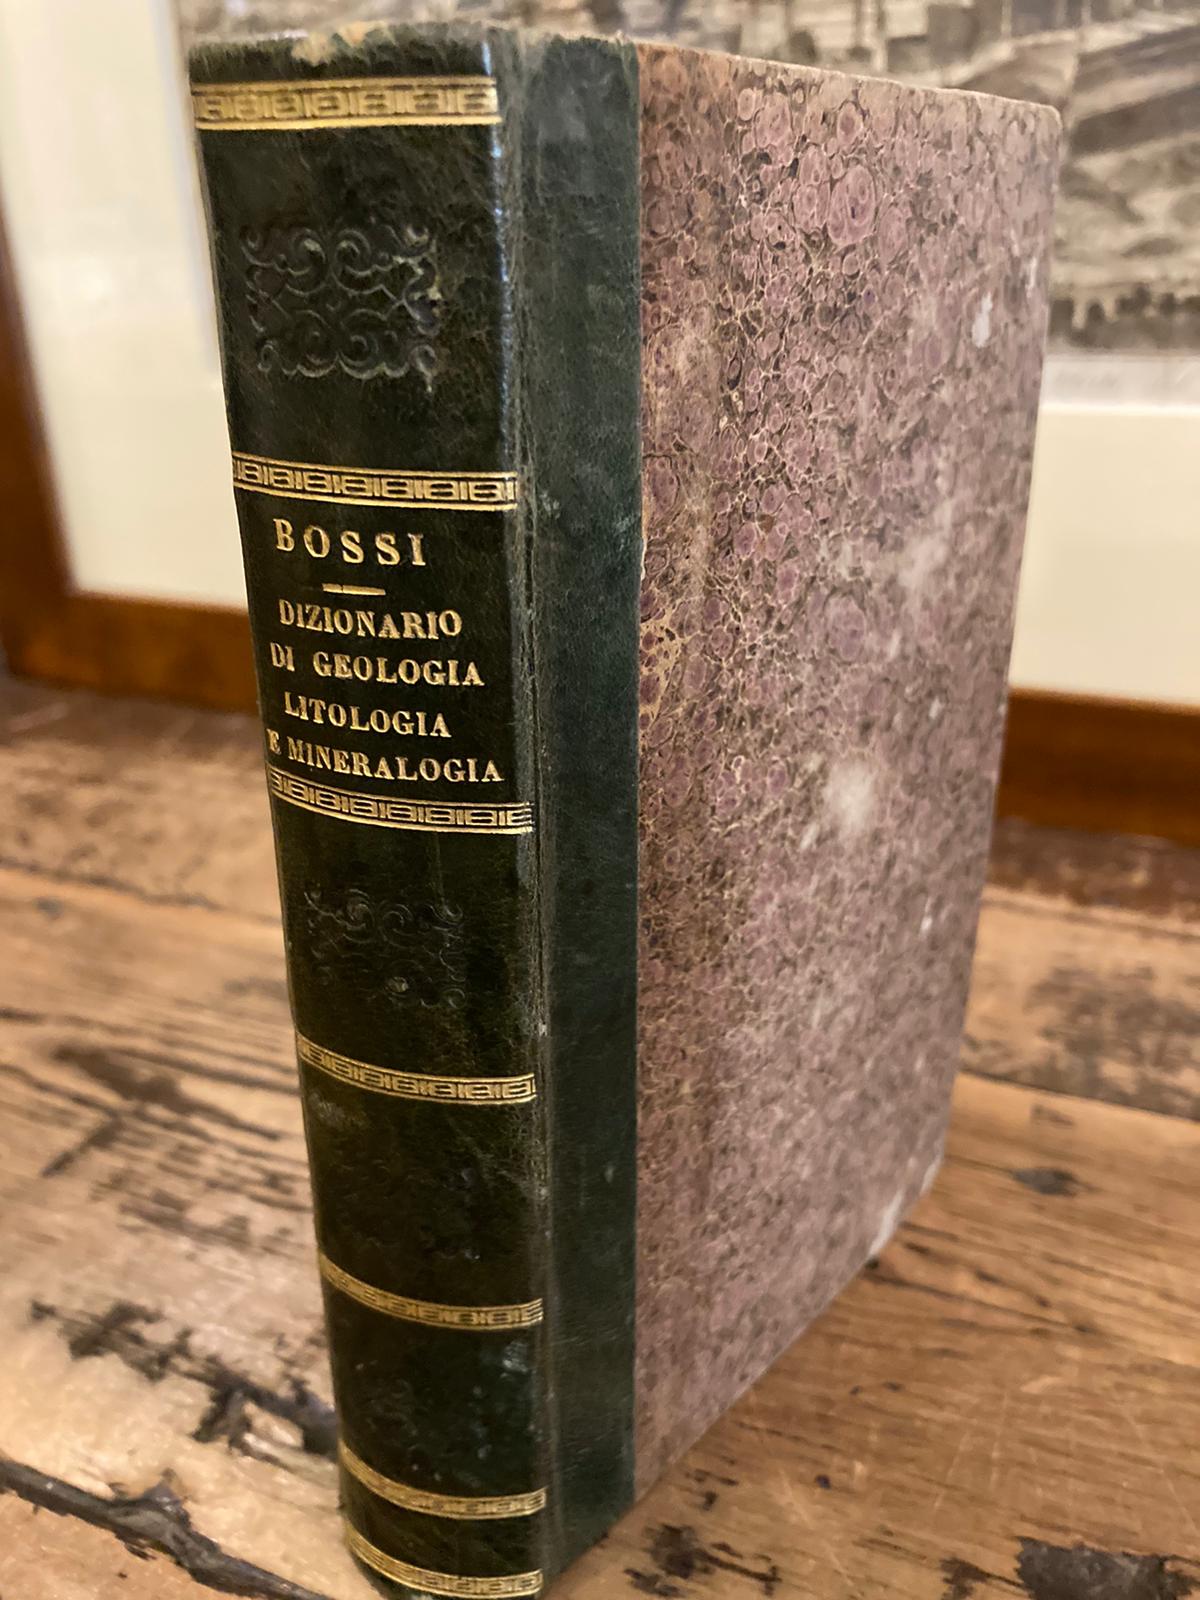 BOSSI
DIZIONARIO
DI GEOLOGIA
LITOLOGIA
E MINERALOGIA